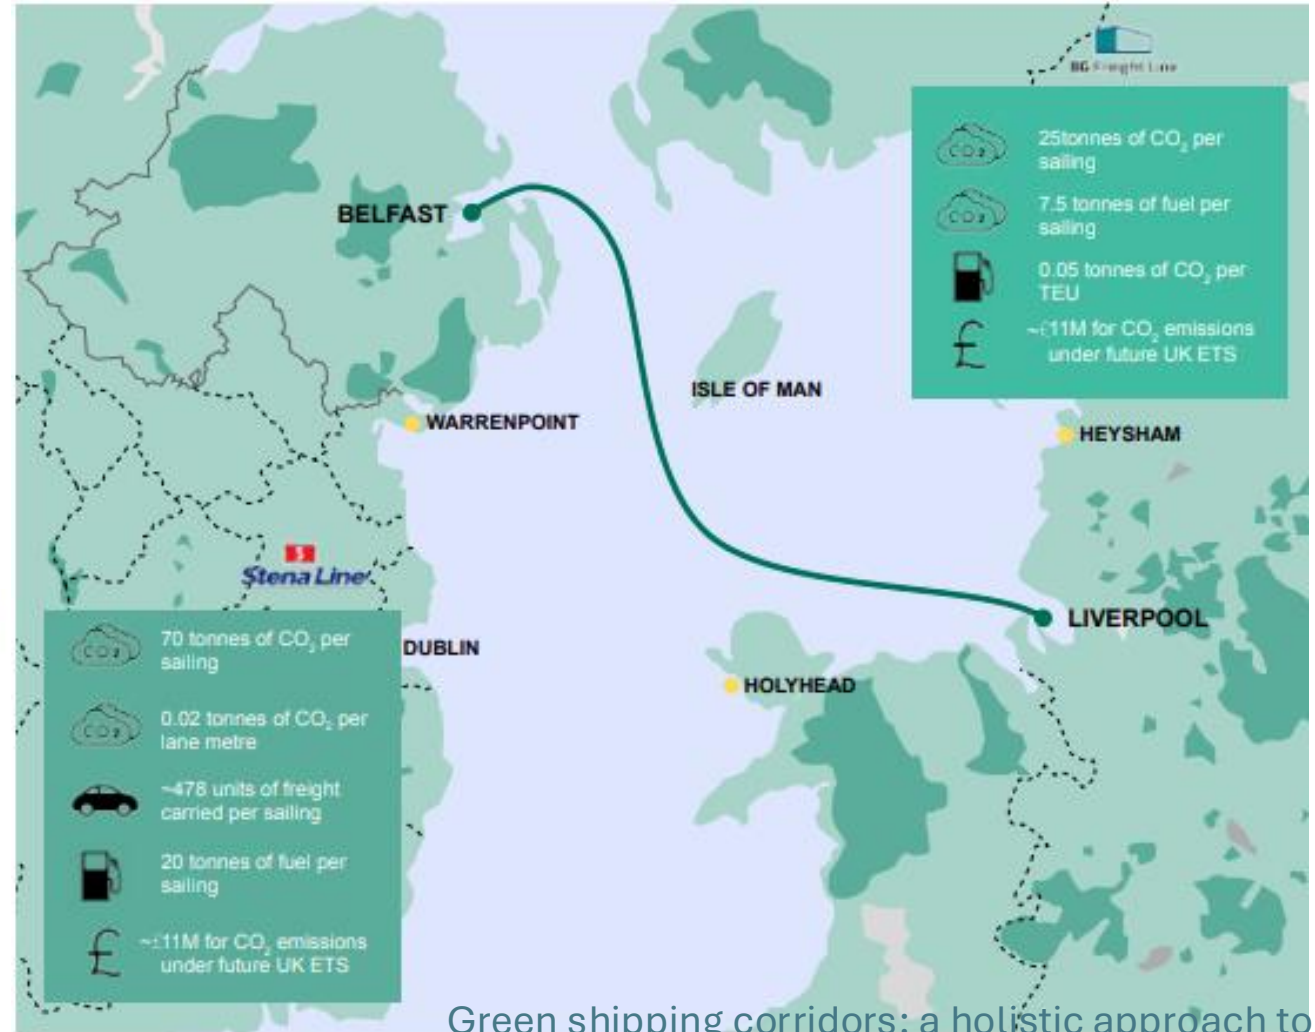 BG Freight Line
25tonnes of CO₂ per
sailing
7.5 tonnes of fuel per
sailing
0.05 tonnes of CO₂ per
TEU
~£11M for CO₂ emissions
under future UK ETS
BELFAST
ISLE OF MAN
WARRENPOINT
HEYSHAM
Stena Line
LIVERPOOL
DUBLIN
HOLYHEAD
70 tonnes of CO₂ per
sailing
0.02 tonnes of CO₂ per
lane metre
~478 units of freight
carried per sailing
20 tonnes of fuel per
sailing
~£11M for CO₂ emissions
under future UK ETS
CO2
CO2
CO2
CO2
£
£
S
Green shipping corridors: a holistic approach to